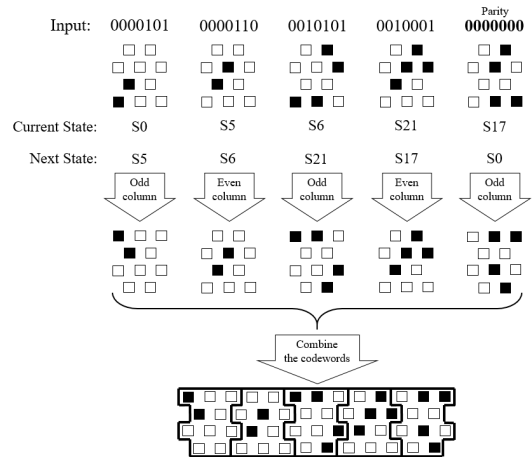 Parity
Input: 0000101 0000110 0010101 0010001 0000000
Current State: S0 S5 S6 S21 S17
Next State: S5 S6 S21 S17 S0
Odd column Even column Odd column Even column Odd column
Combine
the codewords